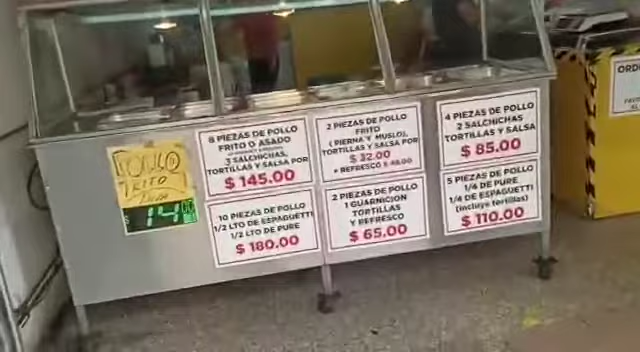 POLLO
FRITO
14
8 PIEZAS DE POLLO
FRITO O ASADO
3 SALCHICHAS,
TORTILLAS Y SALSA POR
$ 145.00
2 PIEZAS DE POLLO
FRITO
( PIERNA Y MUSLO),
TORTILLAS Y SALSA POR
$ 32.00
+ REFRESCO $
4 PIEZAS DE POLLO
2 SALCHICHAS
TORTILLAS Y SALSA
$ 85.00
10 PIEZAS DE POLLO
1/2 LTO DE ESPAGUETTI
1/2 LTO DE PURE
$ 180.00
2 PIEZAS DE POLLO
1 GUARNICION
TORTILLAS
Y REFRESCO
$ 65.00
5 PIEZAS DE POLLO
1/4 DE PURE
1/4 DE ESPAGUETTI
(incluye tortillas)
$ 110.00
ORD